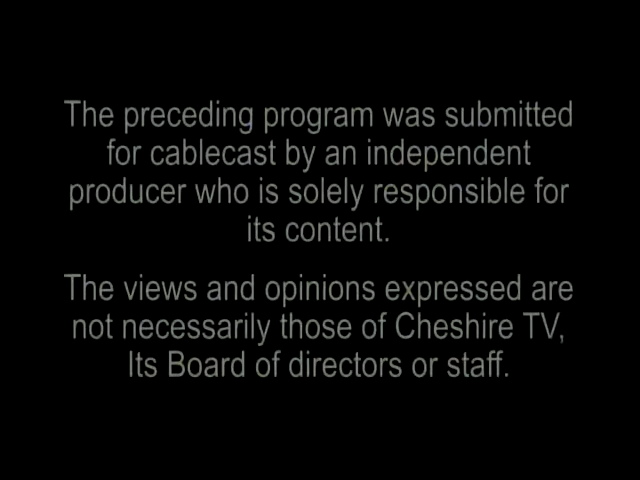 The preceding program was submitted
for cablecast by an independent
producer who is solely responsible for
its content.
The views and opinions expressed are
not necessarily those of Cheshire TV,
Its Board of directors or staff.